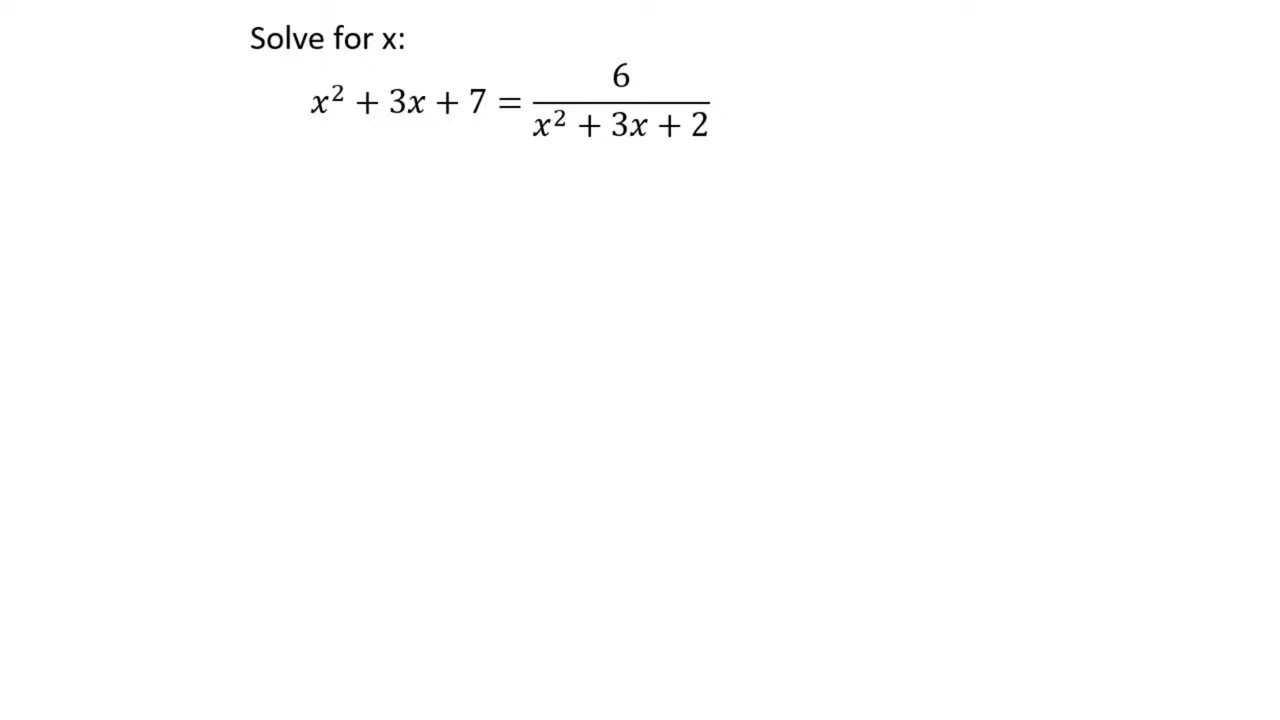 Solve for x:
x² + 3x + 7 = 6 / (x² + 3x + 2)